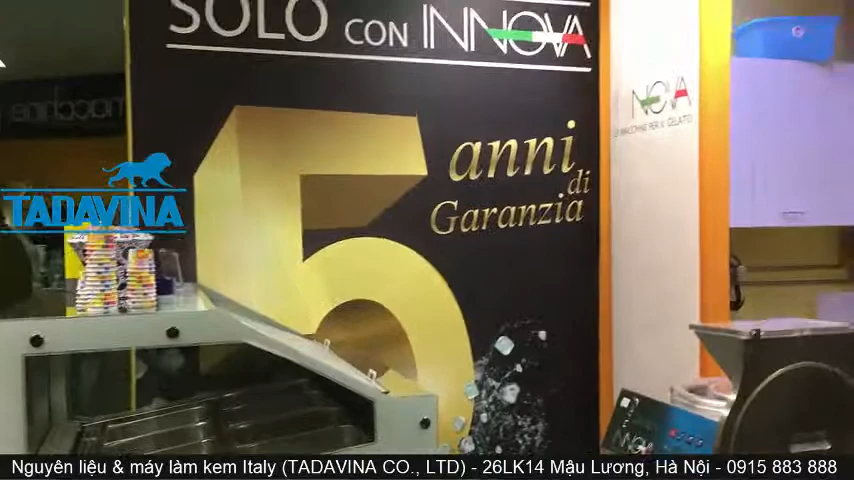 SOLO CON INNOVA
5 anni
di
Garanzia
NOVA
LE MACCHINE PER IL GELATO
macchine
TADAVINA
INNOVA
Nguyên liệu & máy làm kem Italy (TADAVINA CO., LTD) - 26LK14 Mậu Lương, Hà Nội - 0915 883 888